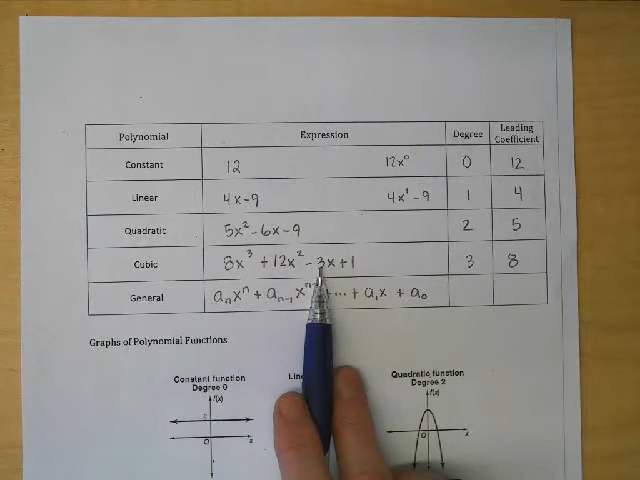 Polynomial Expression Degree Leading Coefficient
Constant 12 12x⁰ 0 12
Linear 4x - 9 4x¹ - 9 1 4
Quadratic 5x² - 6x - 9 2 5
Cubic 8x³ + 12x² - 3x + 1 3 8
General aₙxⁿ + aₙ₋₁xⁿ⁻ + ... + a₁x + a₀
Graphs of Polynomial Functions
Constant function
Degree 0
f(x)
c
O x
Quadratic function
Degree 2
f(x)
O x